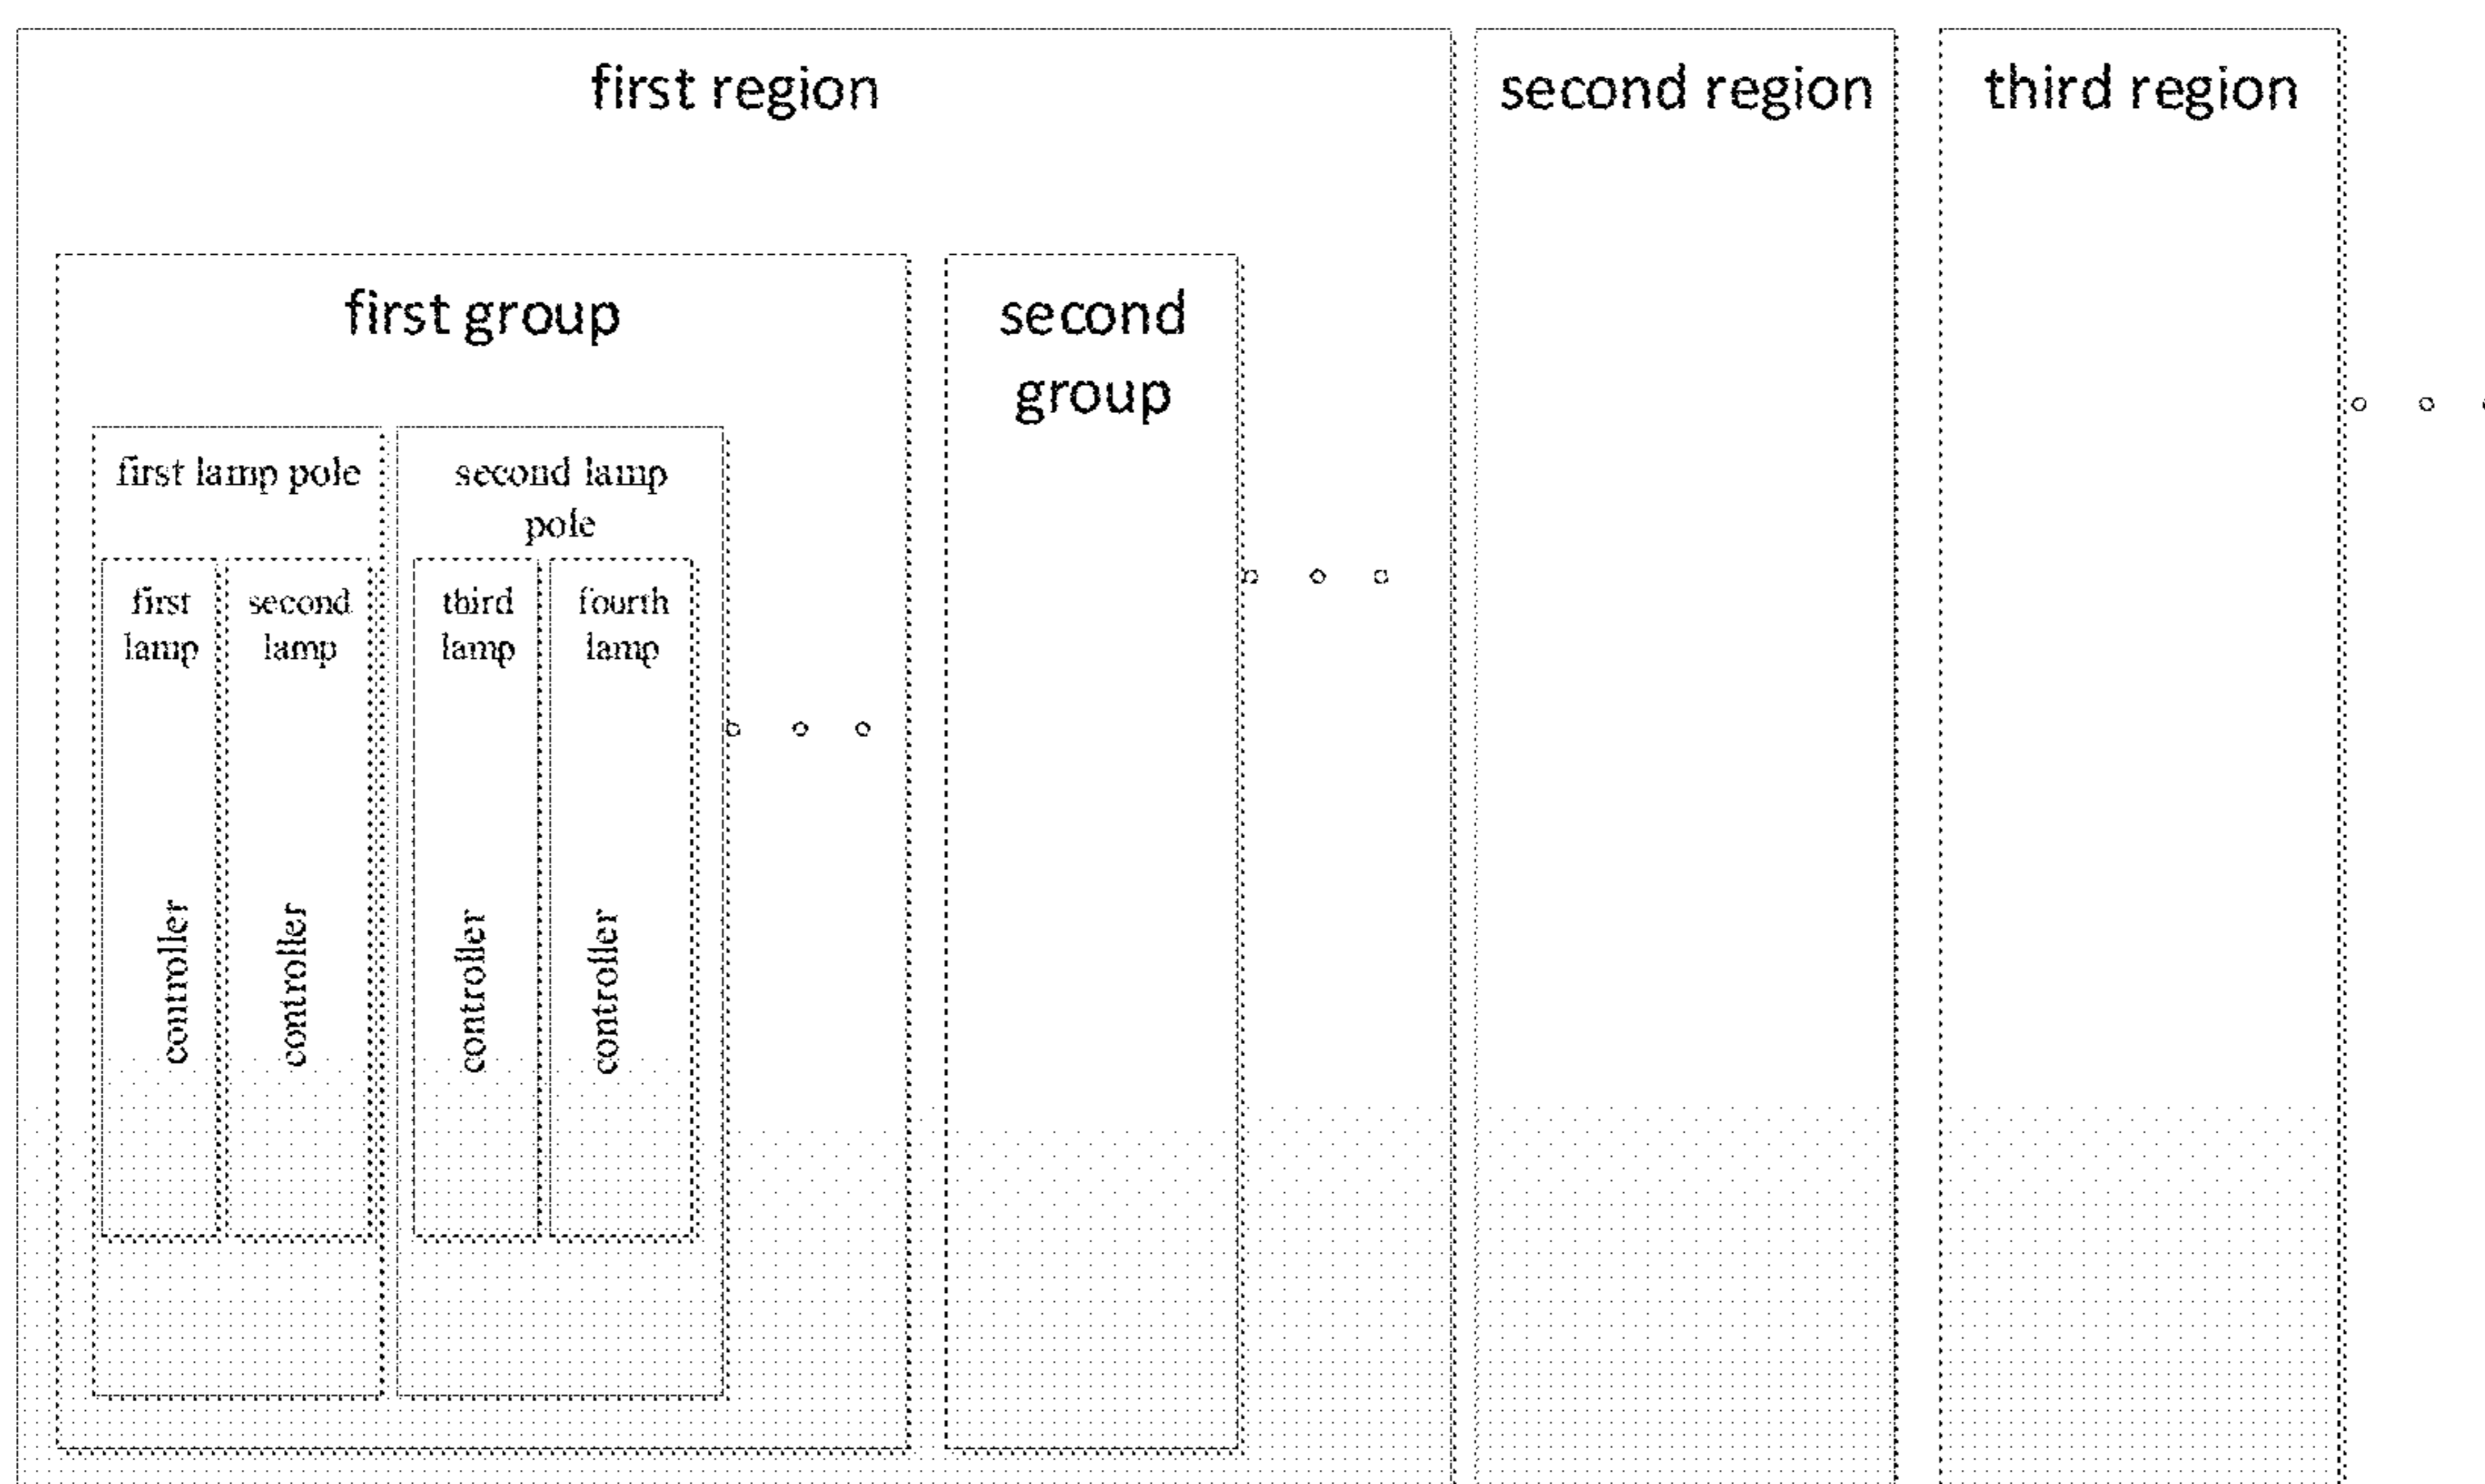 first region
second region
third region
first group
second
group
first lamp pole
second lamp
pole
first
lamp
second
lamp
third
lamp
fourth
lamp
controller
controller
controller
controller